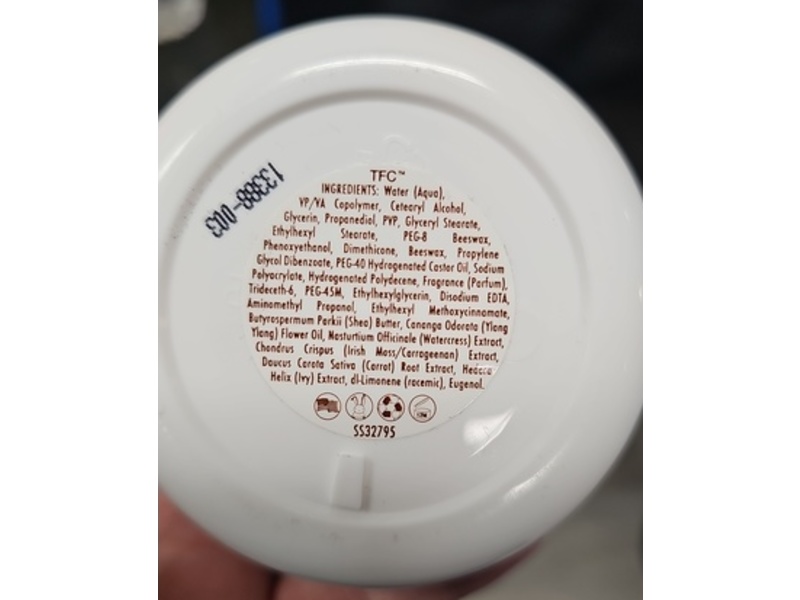 TFC™
INGREDIENTS: Water (Aqua),
VP/VA Copolymer, Cetearyl Alcohol,
Glycerin, Propanediol, PVP, Glyceryl Stearate,
Ethylhexyl Stearate, PEG-8 Beeswax,
Phenoxyethanol, Dimethicone, Beeswax, Propylene
Glycol Dibenzoate, PEG-40 Hydrogenated Castor Oil, Sodium
Polyacrylate, Hydrogenated Polydecene, Fragrance (Parfum),
Trideceth-6, PEG-45M, Ethylhexylglycerin, Disodium EDTA,
Aminomethyl Propanol, Ethylhexyl Methoxycinnamate,
Butyrospermum Parkii (Shea) Butter, Cananga Odorata (Ylang
Ylang) Flower Oil, Nasturtium Officinale (Watercress) Extract,
Chondrus Crispus (Irish Moss/Carrageenan) Extract,
Daucus Carota Sativa (Carrot) Root Extract, Hedera
Helix (Ivy) Extract, dl-Limonene (racemic), Eugenol.
SS32795
13388-003